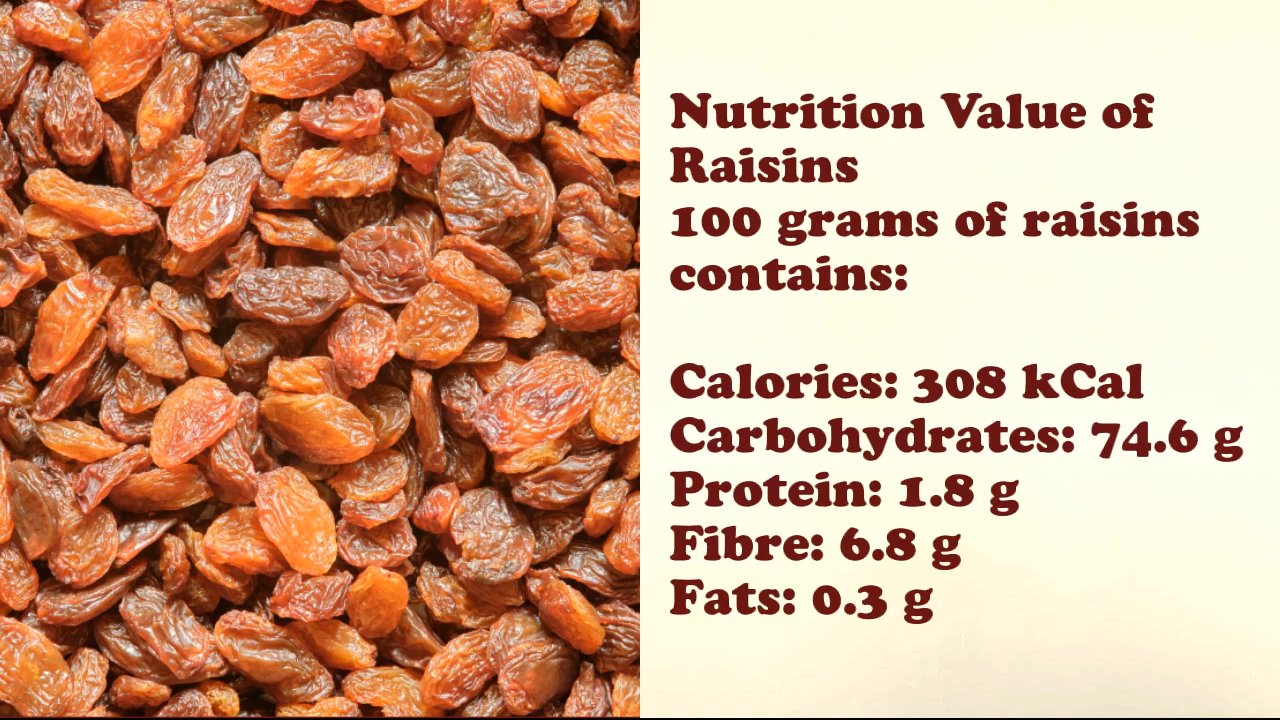 Nutrition Value of
Raisins
100 grams of raisins
contains:
Calories: 308 kCal
Carbohydrates: 74.6 g
Protein: 1.8 g
Fibre: 6.8 g
Fats: 0.3 g